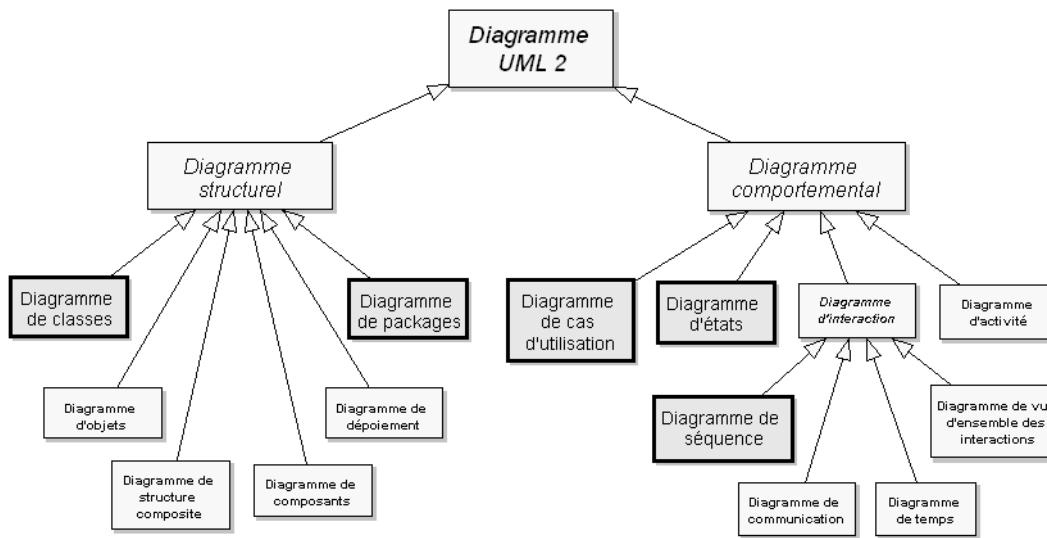 Diagramme
UML 2
Diagramme
structurel
Diagramme
comportemental
Diagramme
de classes
Diagramme
de packages
Diagramme
de cas
d'utilisation
Diagramme
d'états
Diagramme
d'interaction
Diagramme
d'activité
Diagramme
d'objets
Diagramme de
dépoiement
Diagramme de
séquence
Diagramme de vu
d'ensemble des
interactions
Diagramme de
structure
composite
Diagramme de
composants
Diagramme de
communication
Diagramme
de temps